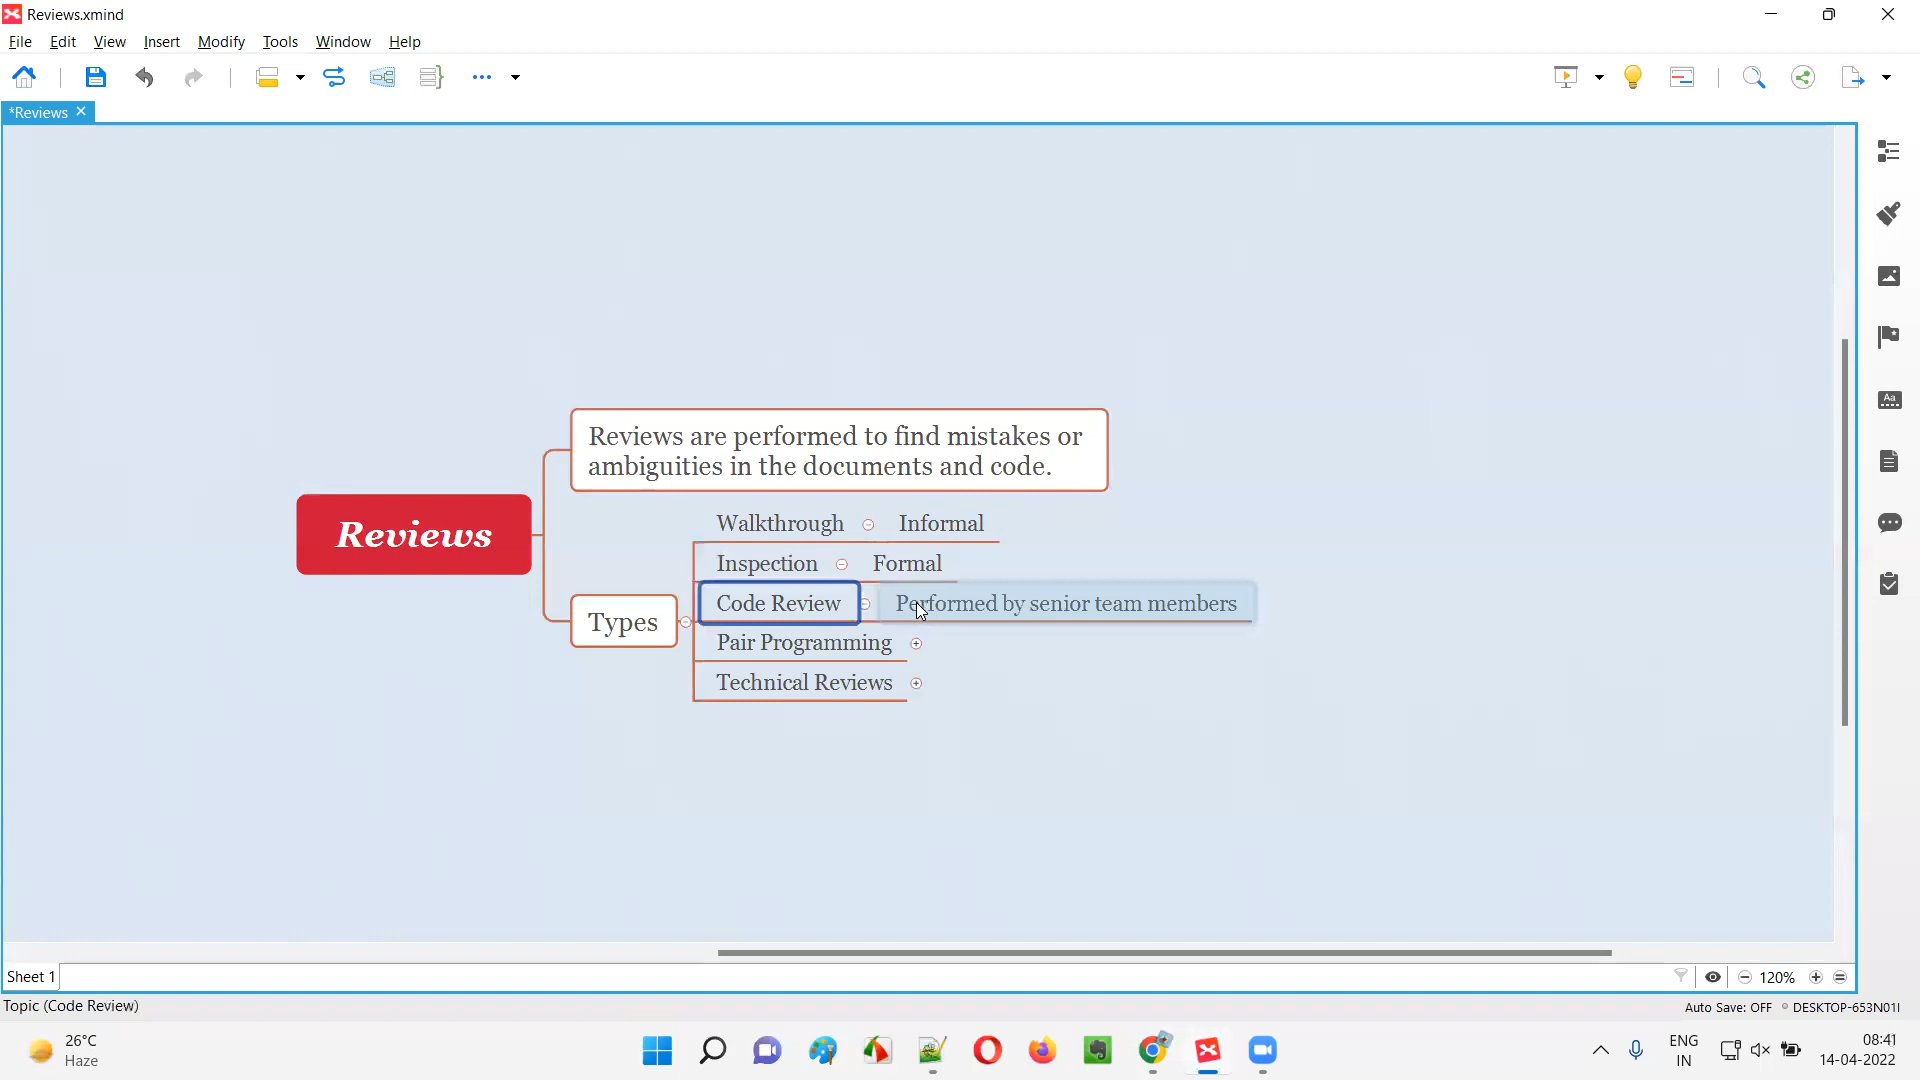 Reviews.xmind
File Edit View Insert Modify Tools Window Help
*Reviews
Reviews are performed to find mistakes or
ambiguities in the documents and code.
Reviews
Types
Walkthrough
Informal
Inspection
Formal
Code Review
Performed by senior team members
Pair Programming
Technical Reviews
Sheet 1
120%
Topic (Code Review)
Auto Save: OFF
DESKTOP-653N01I
26°C
Haze
ENG
IN
08:41
14-04-2022